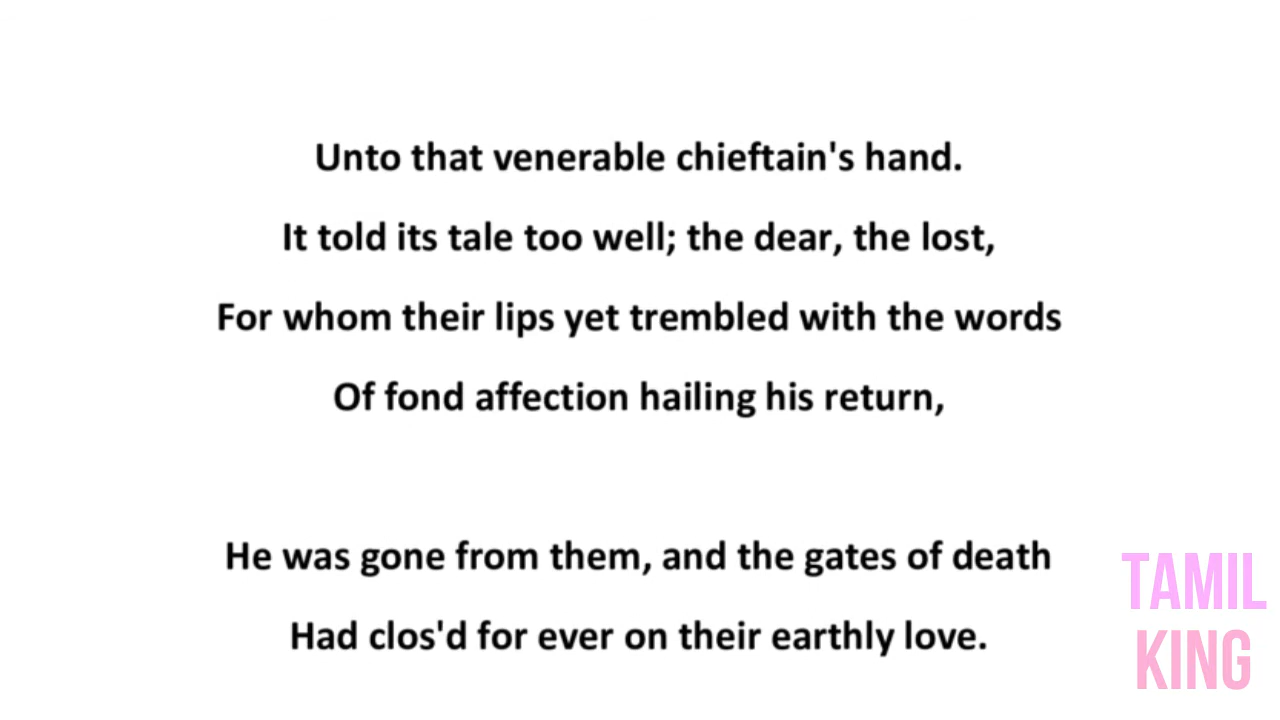 Unto that venerable chieftain's hand.
It told its tale too well; the dear, the lost,
For whom their lips yet trembled with the words
Of fond affection hailing his return,
He was gone from them, and the gates of death
Had clos'd for ever on their earthly love.
TAMIL
KING